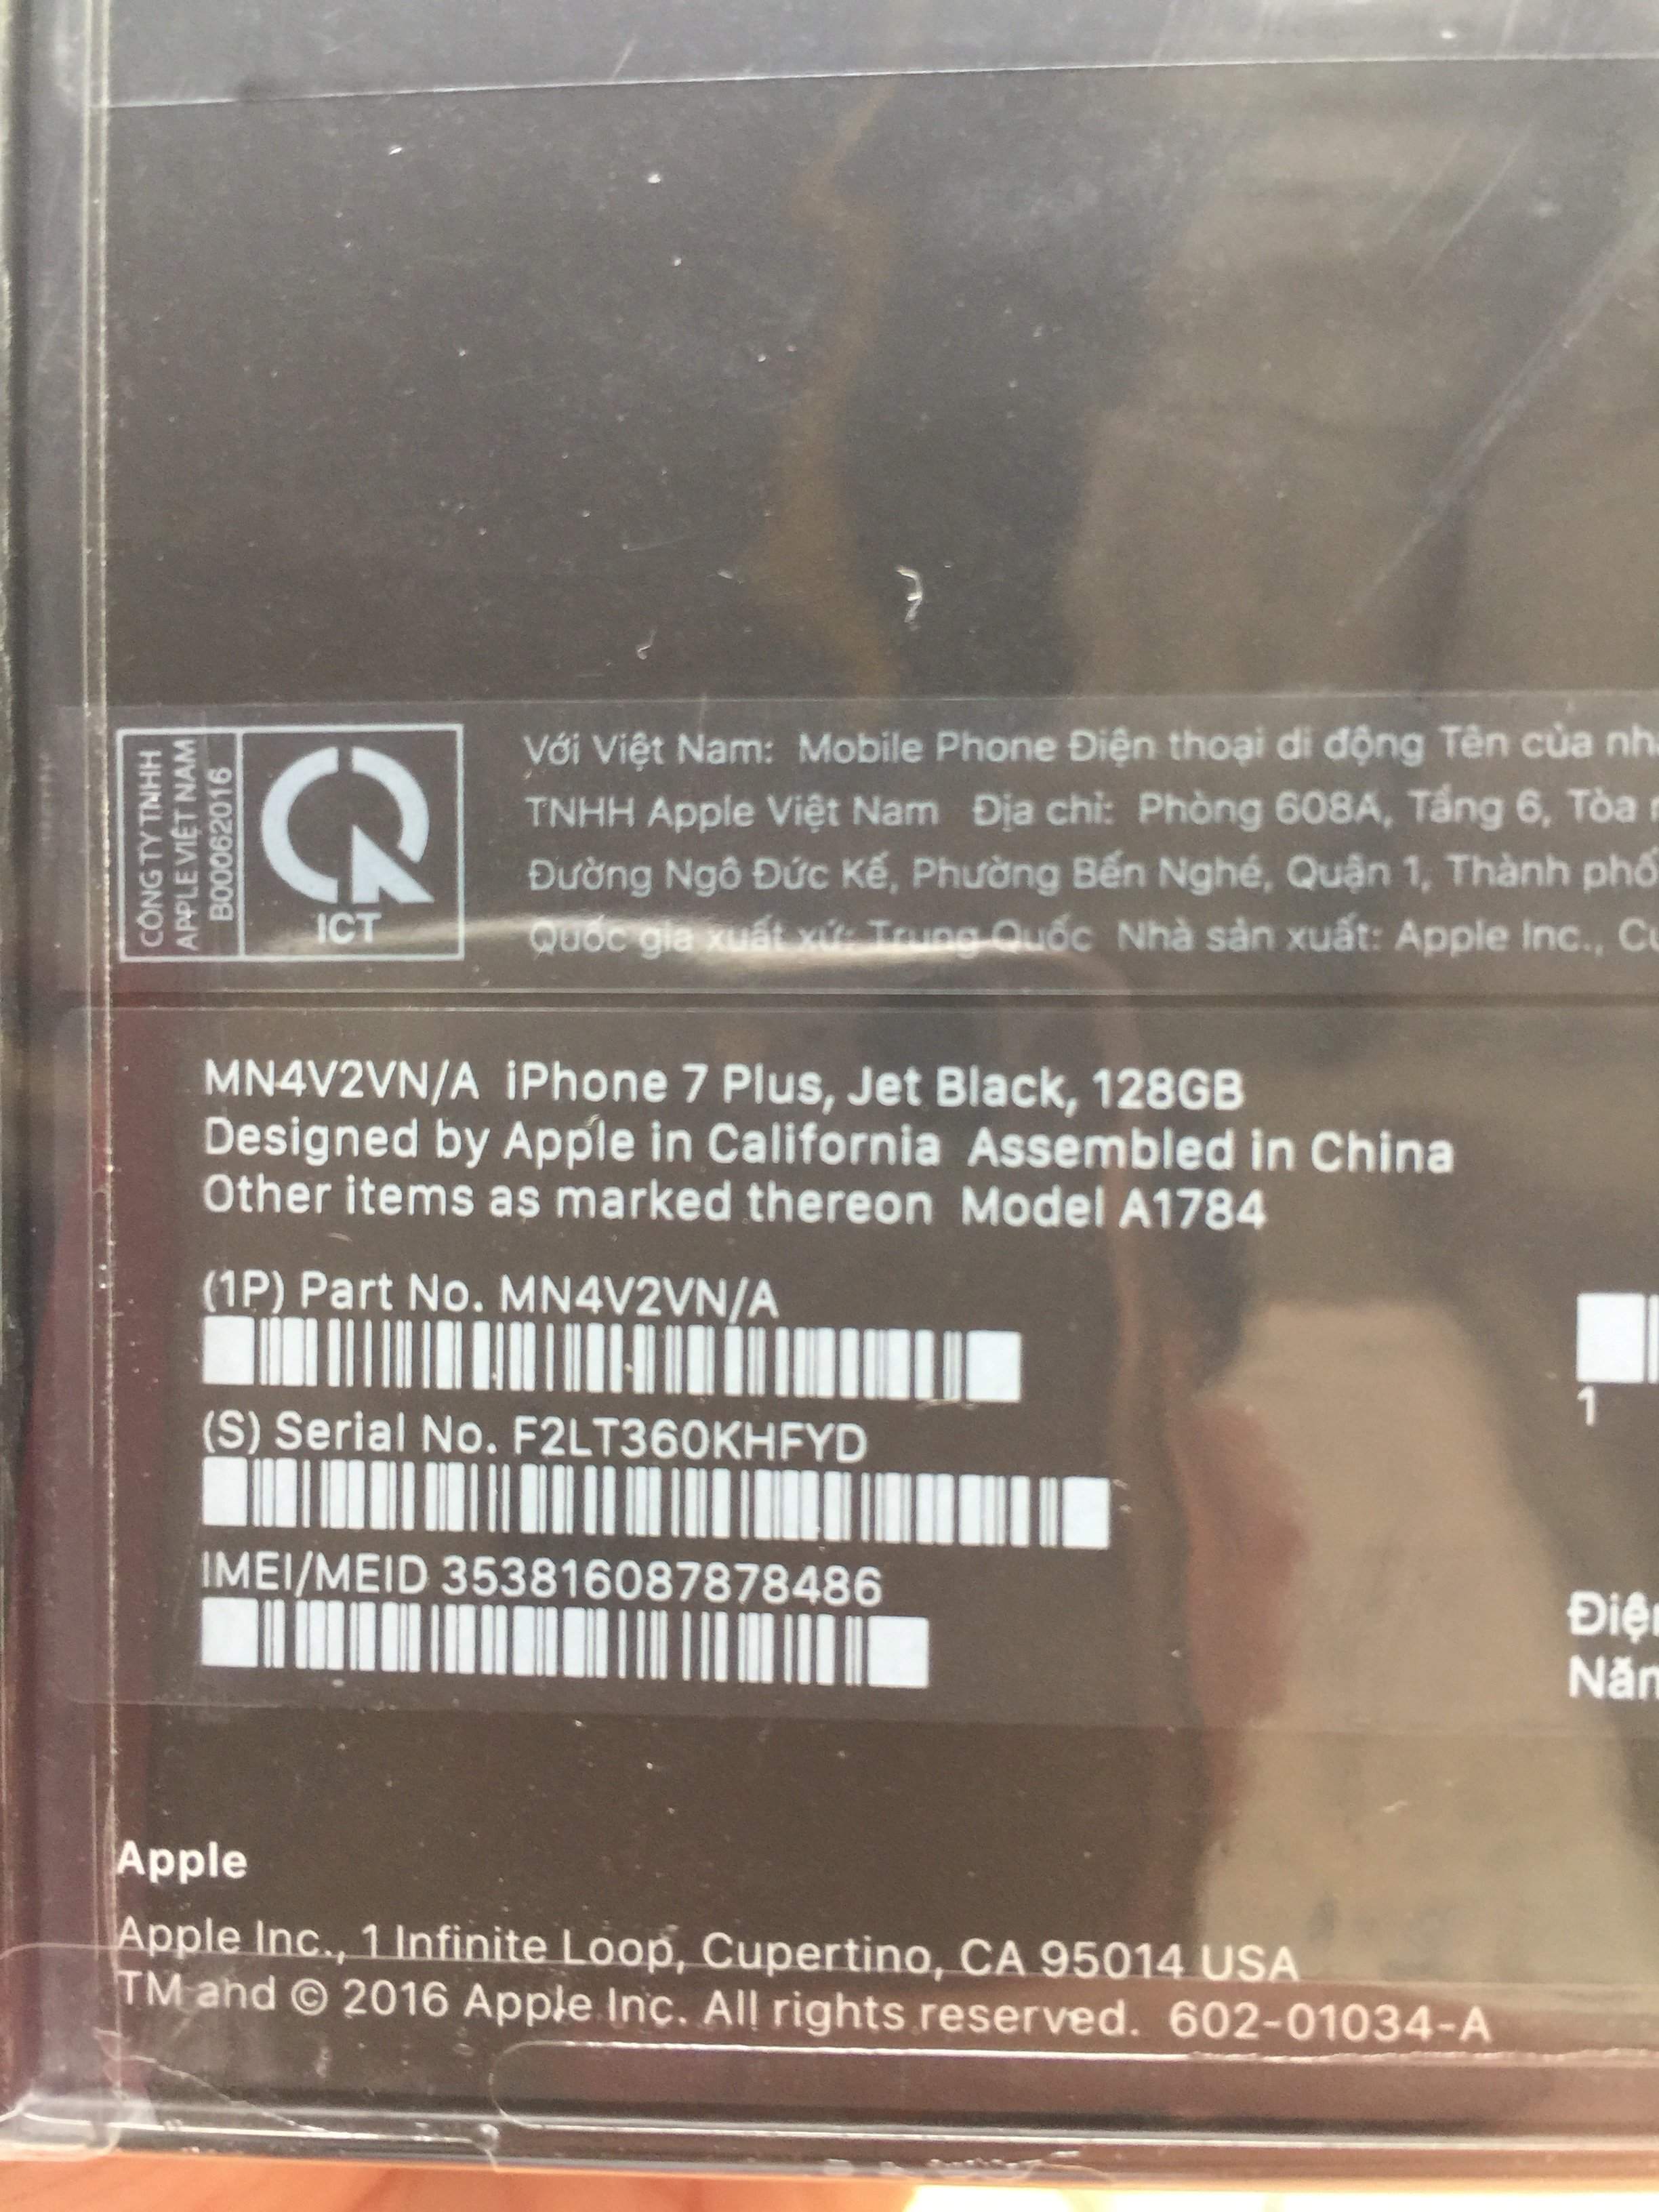 CÔNG TY TNHH
APPLE VIỆT NAM
B000620216
ICT
Với Việt Nam: Mobile Phone Điện thoại di động Tên của
TNHH Apple Việt Nam Địa chỉ: Phòng 608A, Tầng 6, Tòa
Đường Ngô Đức Kế, Phường Bến Nghé, Quận 1, Thành phố
Quốc gia xuất xứ: Trung Quốc Nhà sản xuất: Apple Inc.,
MN4V2VN/A iPhone 7 Plus, Jet Black, 128GB
Designed by Apple in California Assembled in China
Other items as marked thereon Model A1784
(1P) Part No. MN4V2VN/A
(S) Serial No. F2LT360KHFYD
IMEI/MEID 353816087878486
1
Apple
Apple Inc., 1 Infinite Loop, Cupertino, CA 95014 USA
TM and © 2016 Apple Inc. All rights reserved. 602-01034-A